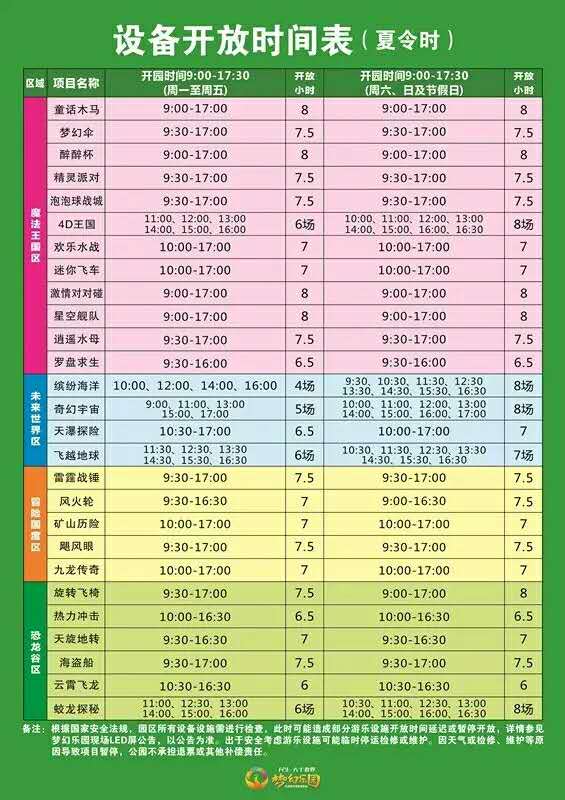 设备开放时间表(夏令时)
区域 项目名称 开园时间9:00-17:30 (周一至周五) 开放小时 开园时间9:00-17:30 (周六、日及节假日) 开放小时
魔法王国区
童话木马 9:00-17:00 8 9:00-17:00 8
梦幻伞 9:30-17:00 7.5 9:30-17:00 7.5
醉醉杯 9:00-17:00 8 9:00-17:00 8
精灵派对 9:30-17:00 7.5 9:30-17:00 7.5
泡泡球战城 9:30-17:00 7.5 9:30-17:00 7.5
4D王国 11:00、12:00、13:00 14:00、15:00、16:00 6场 10:00、11:00、12:00、13:00 14:00、15:00、16:00、16:30 8场
欢乐水战 10:00-17:00 7 10:00-17:00 7
迷你飞车 10:00-17:00 7 10:00-17:00 7
激情对对碰 9:00-17:00 8 9:00-17:00 8
星空舰队 9:00-17:00 8 9:00-17:00 8
逍遥水母 9:30-17:00 7.5 9:30-17:00 7.5
罗盘求生 9:30-16:00 6.5 9:30-16:00 6.5
未来世界区
缤纷海洋 10:00、12:00、14:00、16:00 4场 9:30、10:30、11:30、12:30 13:30、14:30、15:30、16:30 8场
奇幻宇宙 9:00、11:00、13:00 15:00、17:00 5场 10:00、11:00、12:00、13:00 14:00、15:00、16:00、17:00 8场
天瀑探险 10:30-17:00 6.5 10:00-17:00 7
飞越地球 11:30、12:30、13:30 14:30、15:30、16:30 6场 10:30、11:30、12:30、13:30 14:30、15:30、16:30 7场
冒险国度区
雷霆战锤 9:30-17:00 7.5 9:30-17:00 7.5
风火轮 9:30-16:30 7 9:00-16:30 7.5
矿山历险 10:00-17:00 7 10:00-17:00 7
飓风眼 9:30-17:00 7.5 9:30-17:00 7.5
九龙传奇 10:00-17:00 7 10:00-17:00 7
恐龙谷区
旋转飞椅 9:30-17:00 7.5 9:00-17:00 8
热力冲击 10:00-16:30 6.5 10:00-16:30 6.5
天旋地转 10:00-17:00 7 9:30-17:00 7.5
海盗船 9:30-17:00 7.5 9:30-17:00 7.5
云霄飞龙 10:30-16:30 6 10:30-16:30 6
蛟龙探秘 11:00、12:00、13:00 14:30、15:30、16:30 6场 10:30、11:30、12:30、13:00 14:00、15:00、16:00、16:30 8场
备注:根据国家安全法规,园区所有设备设施需进行检查,此时可能造成部分游乐设施开放时间延迟或暂停开放,详情参见
梦幻乐园现场LED屏公告,以公告为准。出于安全考虑游乐设施可能临时停运检修或维护。因天气或检修、维护等原
因导致项目暂停,公园不承担退票或其他补偿责任。
梦幻乐园